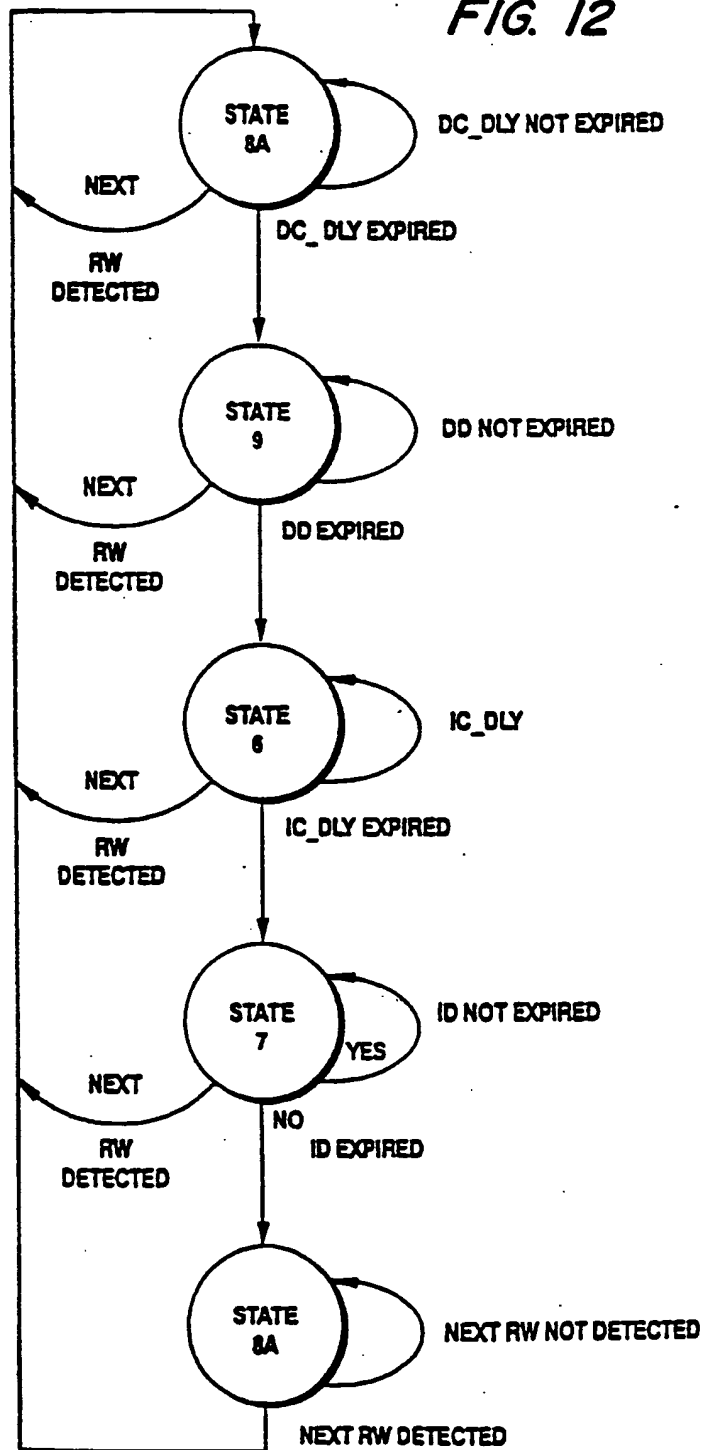 FIG. 12
STATE
8A
DC_DLY NOT EXPIRED
NEXT
RW
DETECTED
DC_ DLY EXPIRED
STATE
9
DD NOT EXPIRED
NEXT
RW
DETECTED
DD EXPIRED
STATE
6
IC_DLY
NEXT
RW
DETECTED
IC_DLY EXPIRED
STATE
7
ID NOT EXPIRED
YES
NEXT
RW
DETECTED
NO
ID EXPIRED
STATE
8A
NEXT RW NOT DETECTED
NEXT RW DETECTED